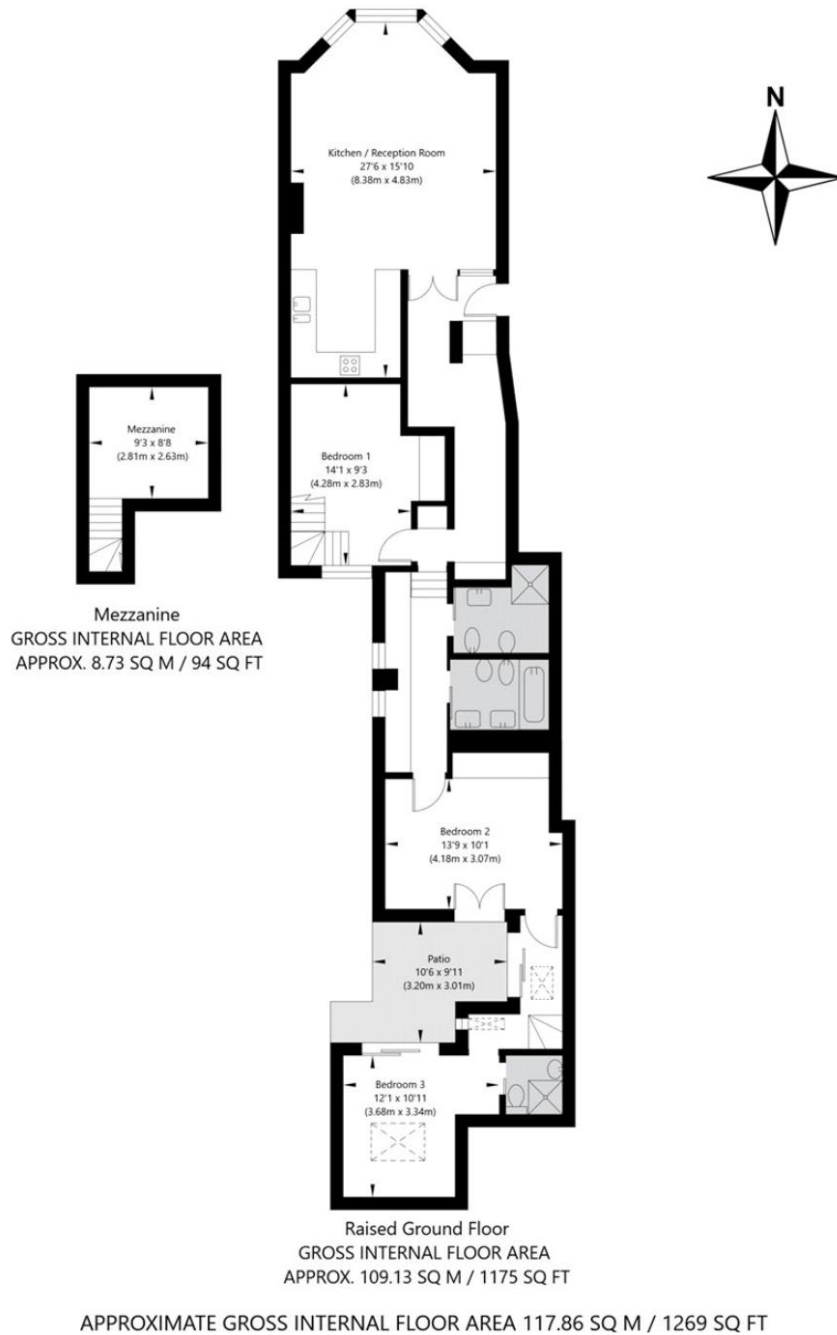 N
Kitchen / Reception Room
27'6 x 15'10
(8.38m x 4.83m)
Mezzanine
9'3 x 8'8
(2.81m x 2.63m)
Bedroom 1
14'1 x 9'3
(4.28m x 2.83m)
Mezzanine
GROSS INTERNAL FLOOR AREA
APPROX. 8.73 SQ M / 94 SQ FT
Bedroom 2
13'9 x 10'1
(4.18m x 3.07m)
Patio
10'6 x 9'11
(3.20m x 3.01m)
Bedroom 3
12'1 x 10'11
(3.68m x 3.34m)
Raised Ground Floor
GROSS INTERNAL FLOOR AREA
APPROX. 109.13 SQ M / 1175 SQ FT
APPROXIMATE GROSS INTERNAL FLOOR AREA 117.86 SQ M / 1269 SQ FT